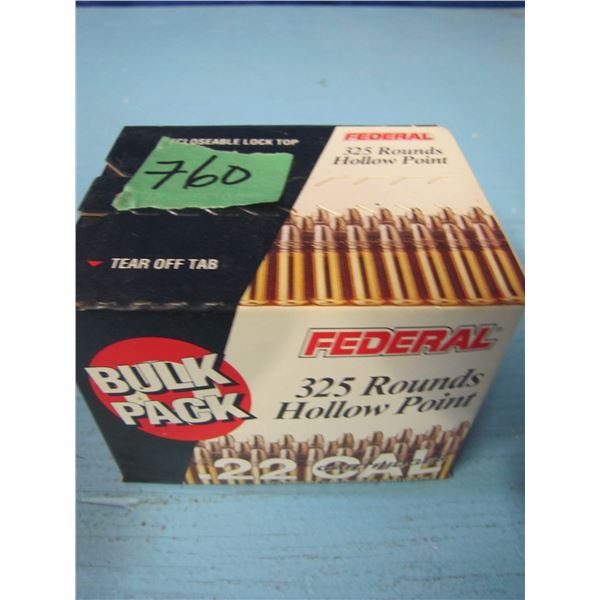 RECLOSEABLE LOCK TOP
760
TEAR OFF TAB
FEDERAL
325 Rounds
Hollow Point
BULK
PACK
FEDERAL
325 Rounds
Hollow Point
.22 CAL